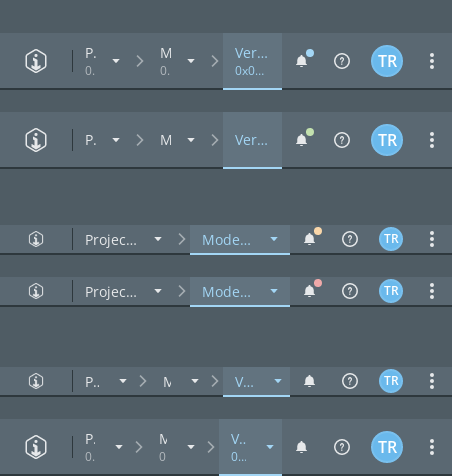 P. M Ver... TR
0. 0. 0x0...
P. M Ver... TR
Projec... Mode... TR
Projec... Mode... TR
P.. M V... TR
P. M V.. TR
0. 0 0...